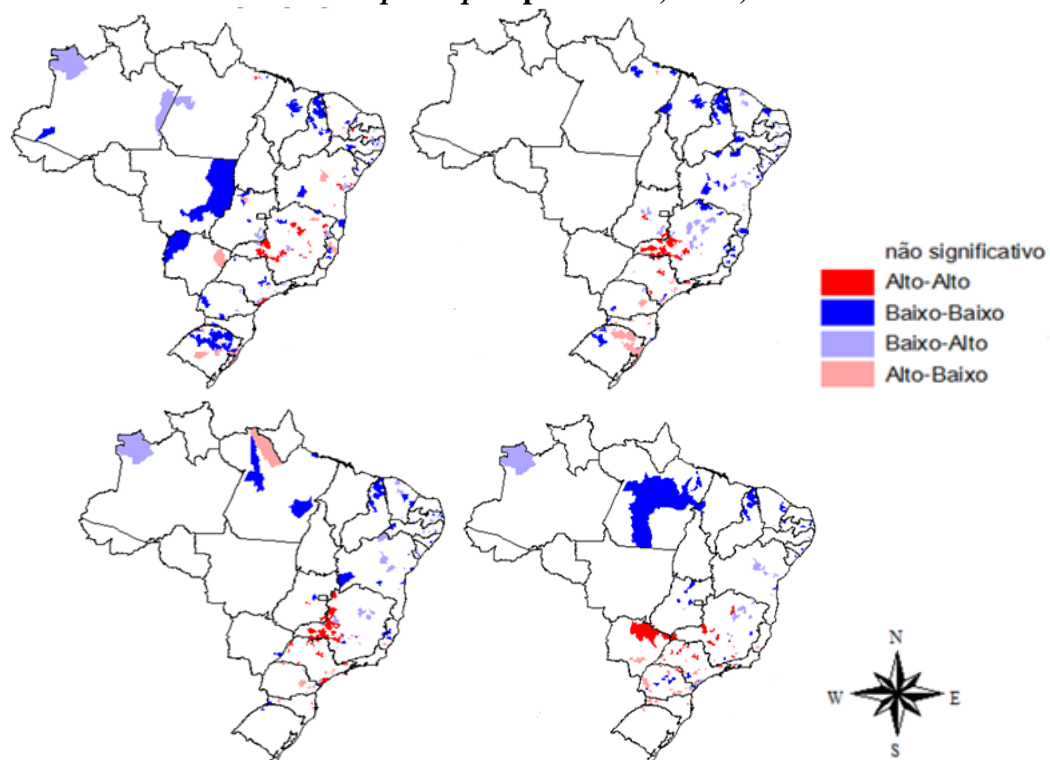 não significativo
Alto-Alto
Baixo-Baixo
Baixo-Alto
Alto-Baixo
N
W E
S